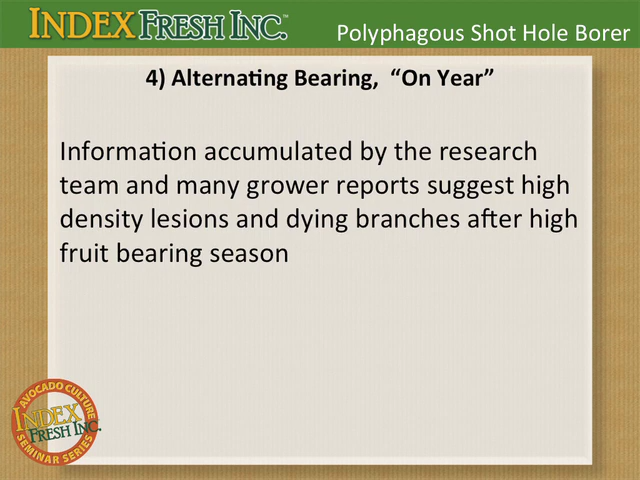 INDEX FRESH INC.™
Polyphagous Shot Hole Borer
4) Alternating Bearing, “On Year”
Information accumulated by the research
team and many grower reports suggest high
density lesions and dying branches after high
fruit bearing season
AVOCADO CULTURE
INDEX
FRESH INC.
SEMINAR SERIES